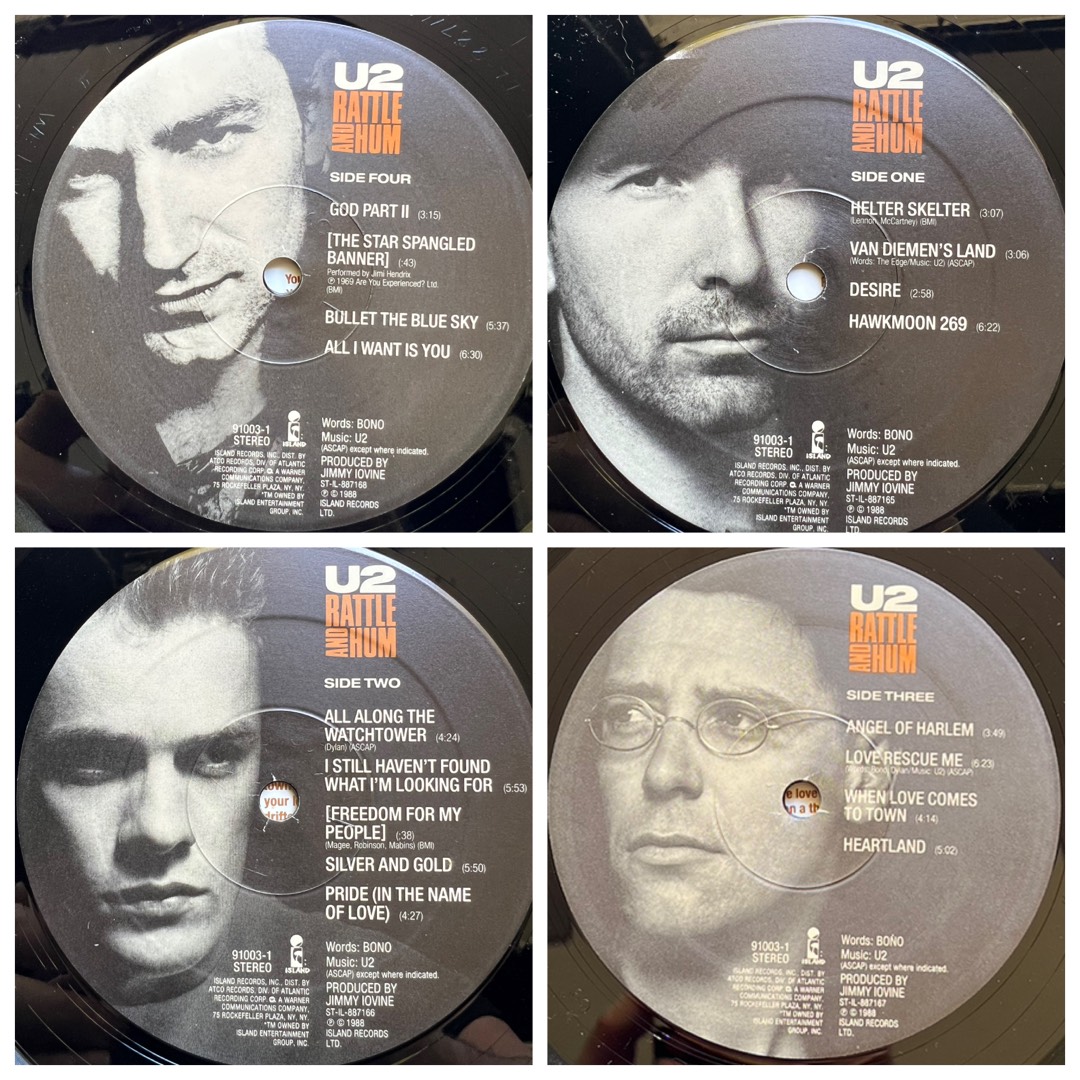 U2
RATTLE
AND HUM
SIDE FOUR
GOD PART II (3:15)
[THE STAR SPANGLED
BANNER] (:43)
Performed by Jimi Hendrix
℗ 1969 Are You Experienced? Ltd.
(BMI)
BULLET THE BLUE SKY (5:37)
ALL I WANT IS YOU (6:30)
You
91003-1
STEREO
ISLAND
ISLAND RECORDS, INC., DIST. BY
ATCO RECORDS, DIV. OF ATLANTIC
RECORDING CORP. A WARNER
COMMUNICATIONS COMPANY,
75 ROCKEFELLER PLAZA, NY, NY.
*TM OWNED BY
ISLAND ENTERTAINMENT
GROUP, INC.
Words: BONO
Music: U2
(ASCAP) except where indicated.
PRODUCED BY
JIMMY IOVINE
ST-IL-887168
℗ © 1988
ISLAND RECORDS
LTD.
U2
RATTLE
AND HUM
SIDE ONE
HELTER SKELTER (3:07)
(Lennon, McCartney) (BMI)
VAN DIEMEN'S LAND (3:06)
(Words: The Edge/Music: U2) (ASCAP)
DESIRE (2:58)
HAWKMOON 269 (6:22)
91003-1
STEREO
ISLAND
ISLAND RECORDS, INC., DIST. BY
ATCO RECORDS, DIV. OF ATLANTIC
RECORDING CORP. A WARNER
COMMUNICATIONS COMPANY,
75 ROCKEFELLER PLAZA, NY, NY.
*TM OWNED BY
ISLAND ENTERTAINMENT
GROUP, INC.
Words: BONO
Music: U2
(ASCAP) except where indicated.
PRODUCED BY
JIMMY IOVINE
ST-IL-887165
℗ © 1988
ISLAND RECORDS
LTD.
U2
RATTLE
AND HUM
SIDE TWO
ALL ALONG THE
WATCHTOWER (4:24)
(Dylan) (ASCAP)
I STILL HAVEN'T FOUND
WHAT I'M LOOKING FOR (5:53)
[FREEDOM FOR MY
PEOPLE] (:38)
(Magee, Robinson, Mabins) (BMI)
SILVER AND GOLD (5:50)
PRIDE (IN THE NAME
OF LOVE) (4:27)
your
91003-1
STEREO
ISLAND
ISLAND RECORDS, INC., DIST. BY
ATCO RECORDS, DIV. OF ATLANTIC
RECORDING CORP. A WARNER
COMMUNICATIONS COMPANY,
75 ROCKEFELLER PLAZA, NY, NY.
*TM OWNED BY
ISLAND ENTERTAINMENT
GROUP, INC.
Words: BONO
Music: U2
(ASCAP) except where indicated.
PRODUCED BY
JIMMY IOVINE
ST-IL-887166
℗ © 1988
ISLAND RECORDS
LTD.
U2
RATTLE
AND HUM
SIDE THREE
ANGEL OF HARLEM (3:49)
LOVE RESCUE ME (6:23)
(Words: Bono, Dylan/Music: U2) (ASCAP)
WHEN LOVE COMES
TO TOWN (4:14)
HEARTLAND (5:02)
e love
n a th
91003-1
STEREO
ISLAND
ISLAND RECORDS, INC., DIST. BY
ATCO RECORDS, DIV. OF ATLANTIC
RECORDING CORP. A WARNER
COMMUNICATIONS COMPANY,
75 ROCKEFELLER PLAZA, NY, NY.
*TM OWNED BY
ISLAND ENTERTAINMENT
GROUP, INC.
Words: BONO
Music: U2
(ASCAP) except where indicated.
PRODUCED BY
JIMMY IOVINE
ST-IL-887167
℗ © 1988
ISLAND RECORDS
LTD.